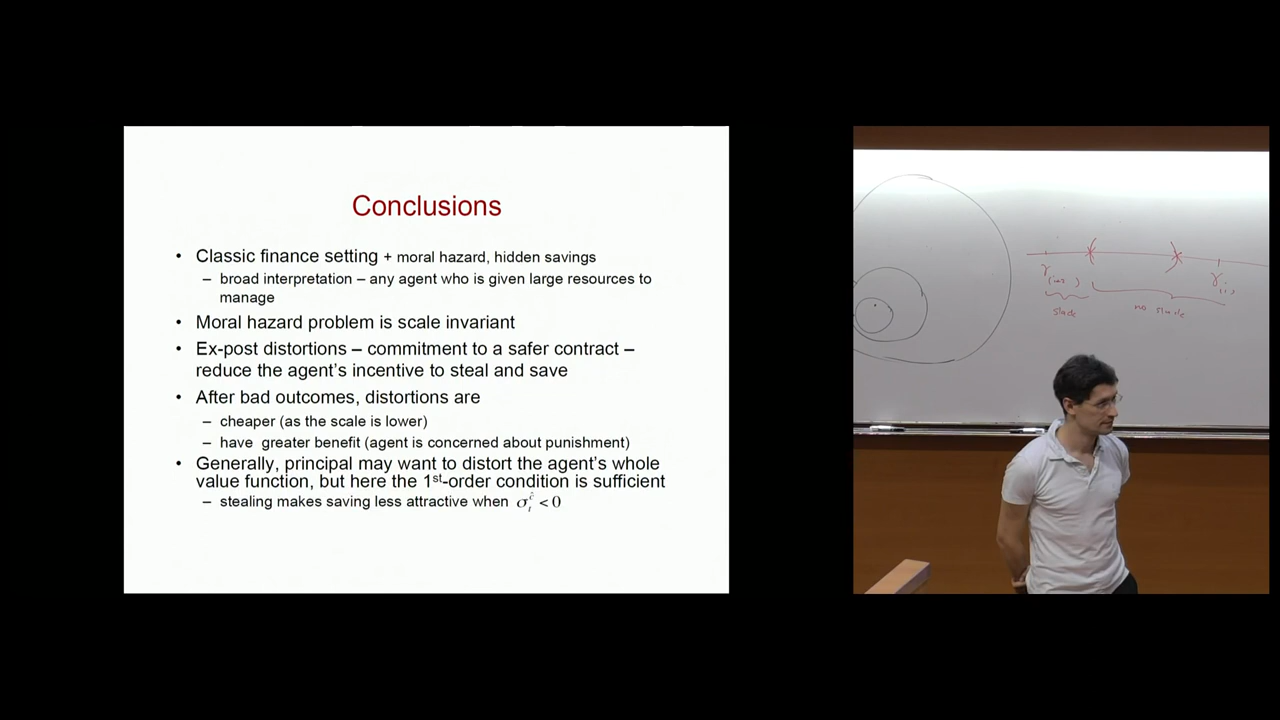 Conclusions
• Classic finance setting + moral hazard, hidden savings
– broad interpretation – any agent who is given large resources to
manage
• Moral hazard problem is scale invariant
• Ex-post distortions – commitment to a safer contract –
reduce the agent's incentive to steal and save
• After bad outcomes, distortions are
– cheaper (as the scale is lower)
– have greater benefit (agent is concerned about punishment)
• Generally, principal may want to distort the agent's whole
value function, but here the 1st-order condition is sufficient
– stealing makes saving less attractive when σ_t^ĉ < 0
slack
no slack